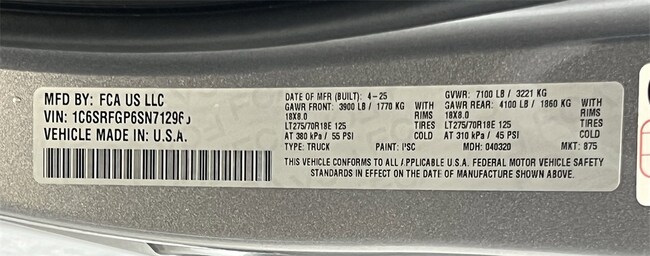 MFD BY: FCA US LLC
VIN: 1C6SRFGP6SN7129
VEHICLE MADE IN U.S.A.
DATE OF MFR (BUILT): 4-25
GVWR: 7100 LB / 3221 KG
GAWR FRONT: 3900 LB / 1770 KG
18X8.0 RIMS
LT275/70R18E 125 TIRES
AT 380 kPa / 55 PSI COLD
GAWR REAR: 4100 LB / 1860 KG
18X8.0 RIMS
LT275/70R18E 125 TIRES
AT 310 kPa / 45 PSI COLD
TYPE: TRUCK PAINT: MDH: 040320 MKT: 875
THIS VEHICLE CONFORMS TO ALL APPLICABLE U.S.A. FEDERAL MOTOR VEHICLE SAFETY
STANDARDS IN EFFECT ON THE DATE OF MANUFACTURE SHOWN ABOVE.